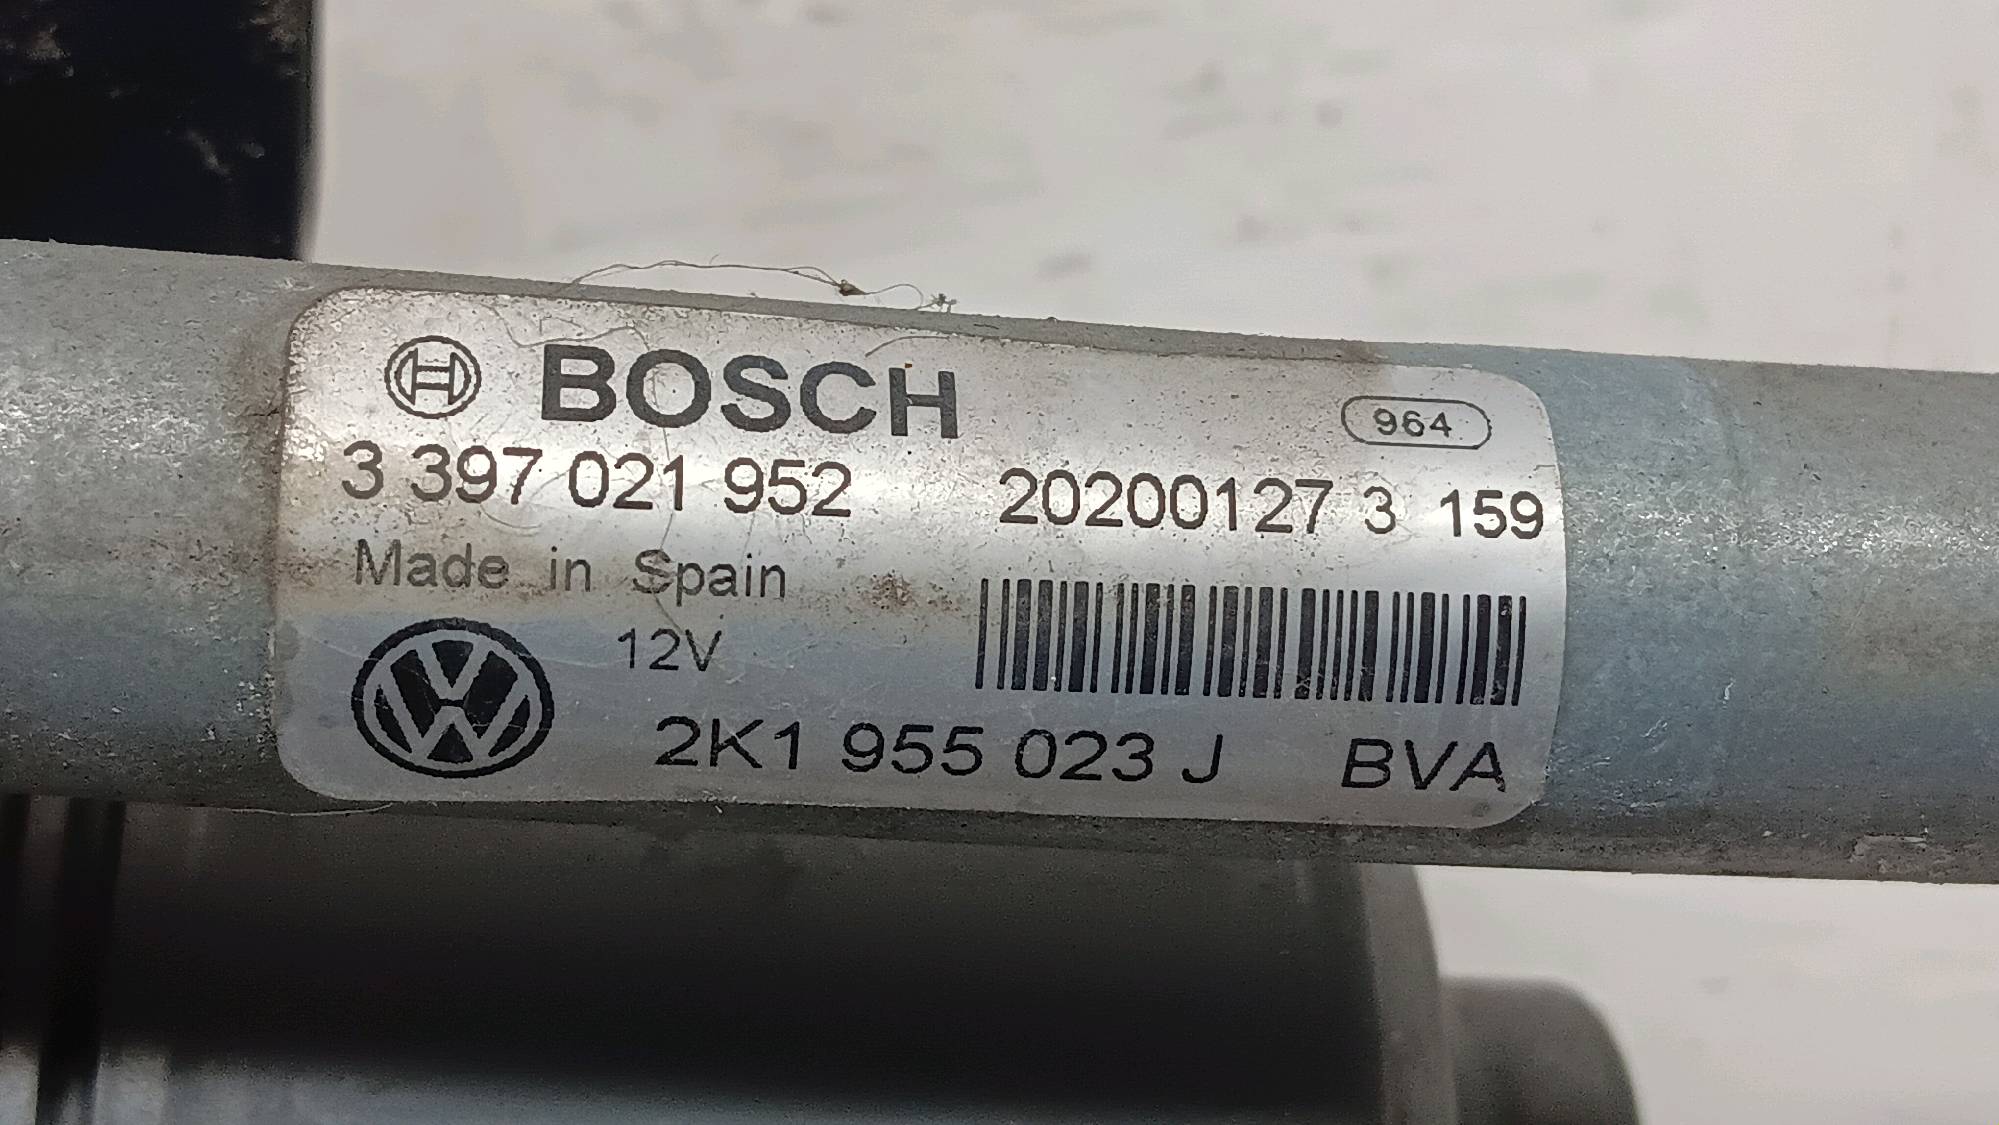 BOSCH 964
3 397 021 952 20200127 3 159
Made in Spain
12V
2K1 955 023 J BVA